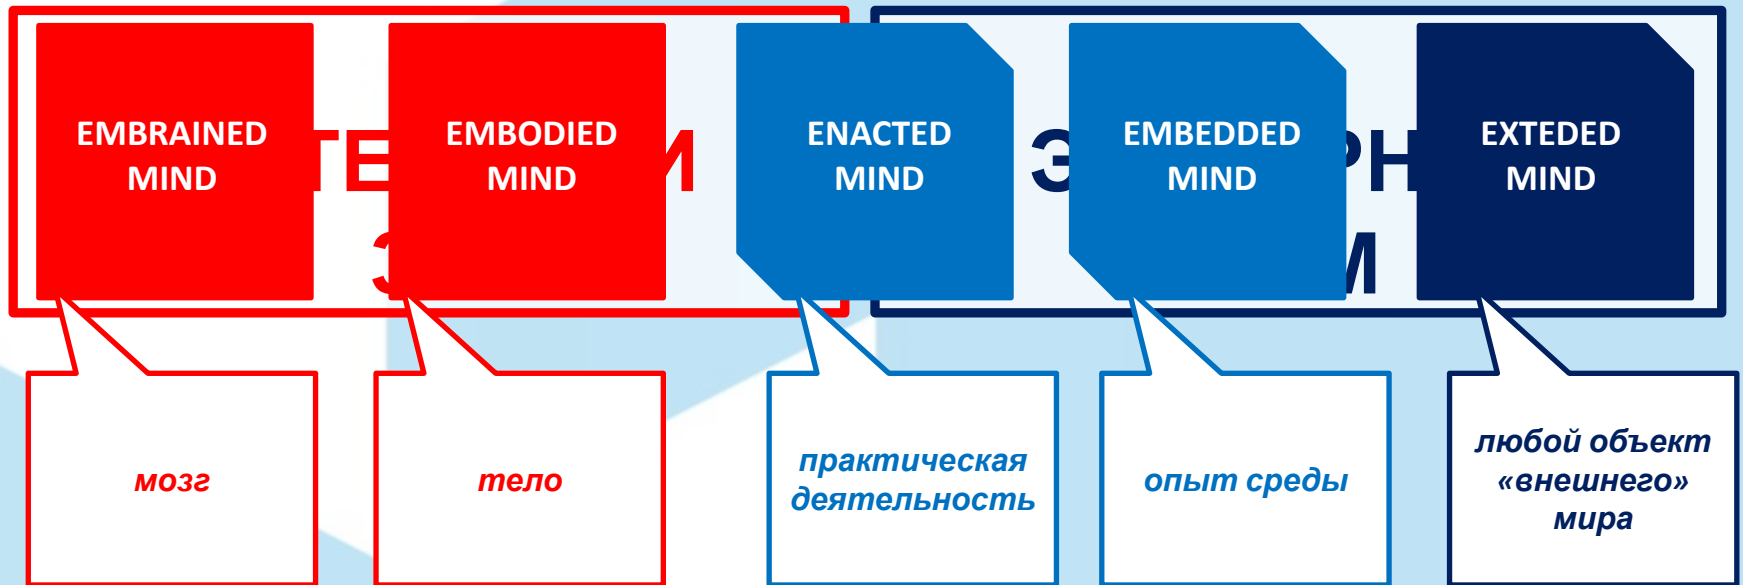 EMBRAINED
MIND
EMBODIED
MIND
ENACTED
MIND
EMBEDDED
MIND
EXTEDED
MIND
мозг
тело
практическая
деятельность
опыт среды
любой объект
«внешнего»
мира